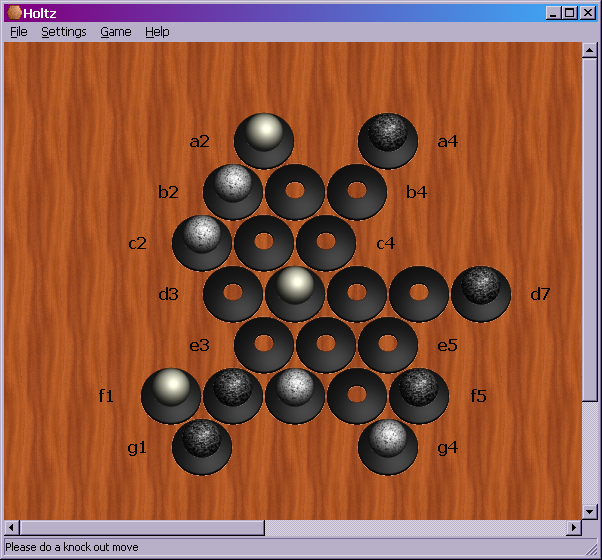 Holtz
File Settings Game Help
a2 a4
b2 b4
c2 c4
d3 d7
e3 e5
f1 f5
g1 g4
Please do a knock out move